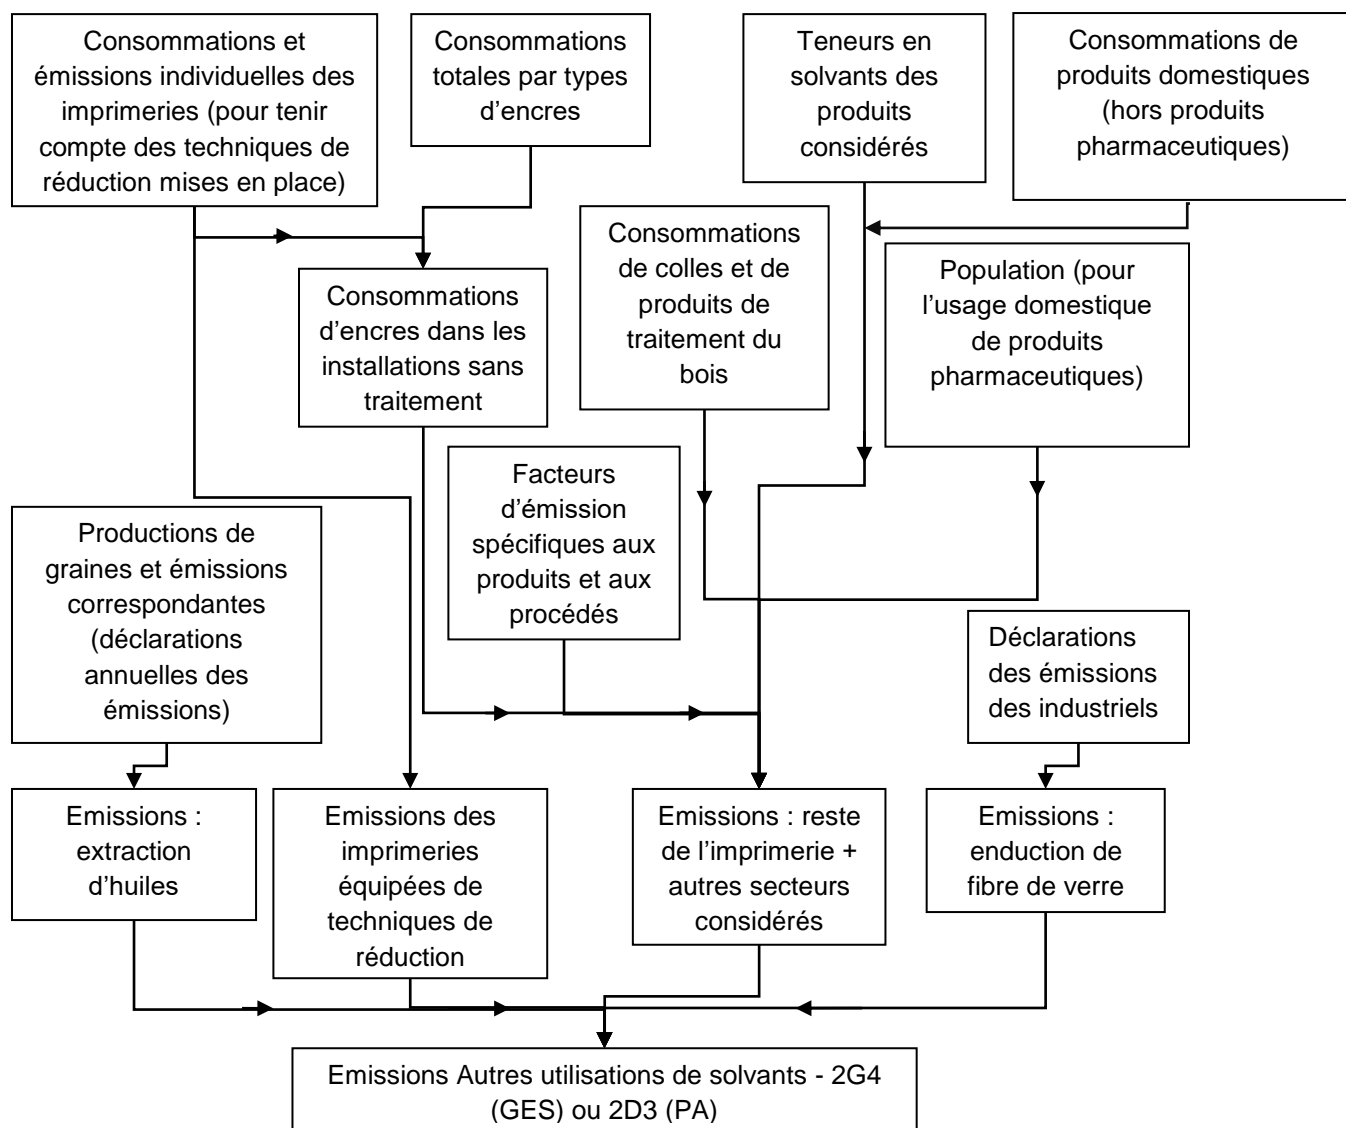 Consommations et
émissions individuelles des
imprimeries (pour tenir
compte des techniques de
réduction mises en place)
Consommations
totales par types
d’encres
Teneurs en
solvants des
produits
considérés
Consommations de
produits domestiques
(hors produits
pharmaceutiques)
Consommations
de colles et de
produits de
traitement du
bois
Population (pour
l’usage domestique
de produits
pharmaceutiques)
Consommations
d’encres dans les
installations sans
traitement
Facteurs
d’émission
spécifiques aux
produits et aux
procédés
Productions de
graines et émissions
correspondantes
(déclarations
annuelles des
émissions)
Déclarations
des émissions
des industriels
Emissions :
extraction
d’huiles
Emissions des
imprimeries
équipées de
techniques de
réduction
Emissions : reste
de l’imprimerie +
autres secteurs
considérés
Emissions :
enduction de
fibre de verre
Emissions Autres utilisations de solvants - 2G4
(GES) ou 2D3 (PA)